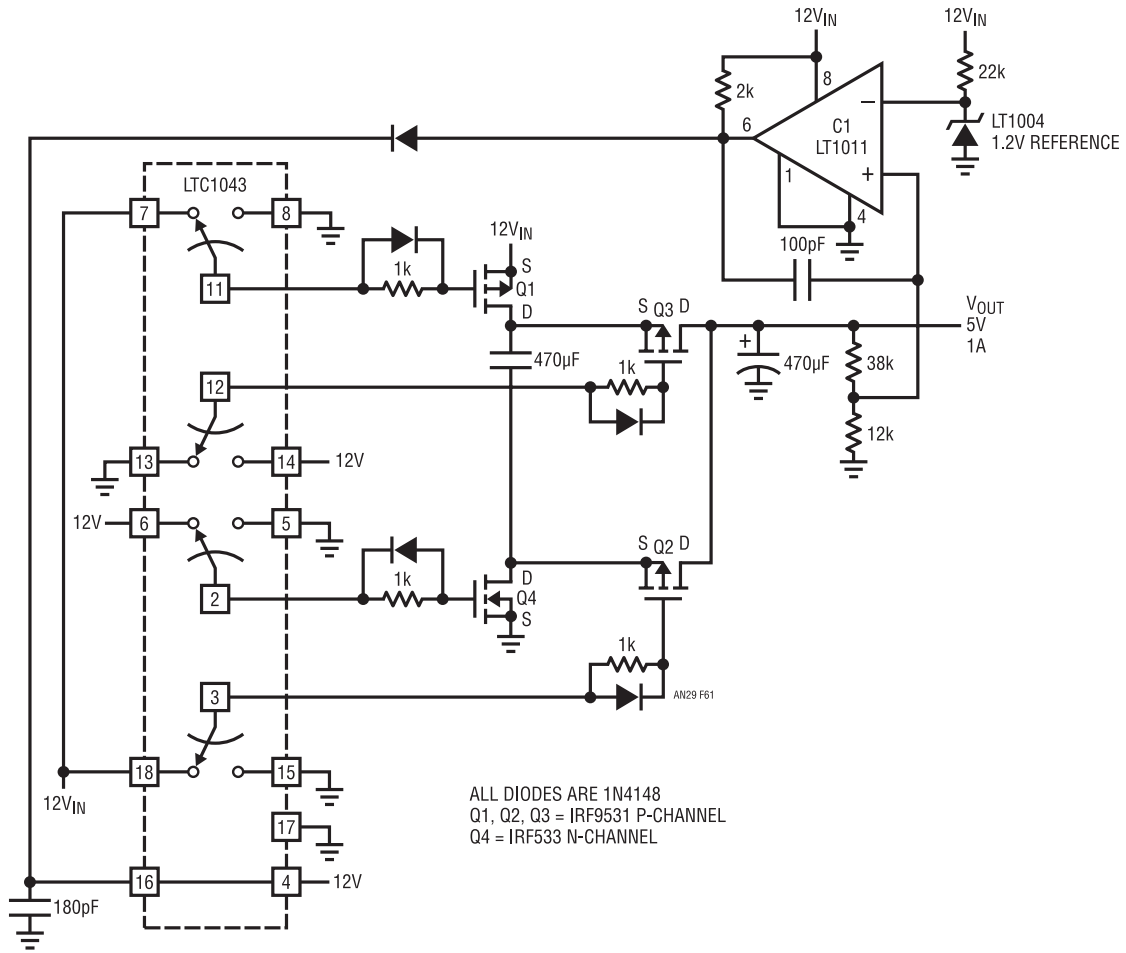 12VIN
12VIN
2k
8
22k
6
C1
LT1011
−
+
1
4
LT1004
1.2V REFERENCE
LTC1043
7
8
11
1k
12VIN
S
Q1
D
100pF
470µF
S Q3 D
1k
VOUT
5V
1A
+
470µF
38k
12k
12
13
14
12V
12V
6
5
2
1k
D
Q4
S
S Q2 D
1k
AN29 F61
3
18
15
12VIN
17
16
4
12V
180pF
ALL DIODES ARE 1N4148
Q1, Q2, Q3 = IRF9531 P-CHANNEL
Q4 = IRF533 N-CHANNEL